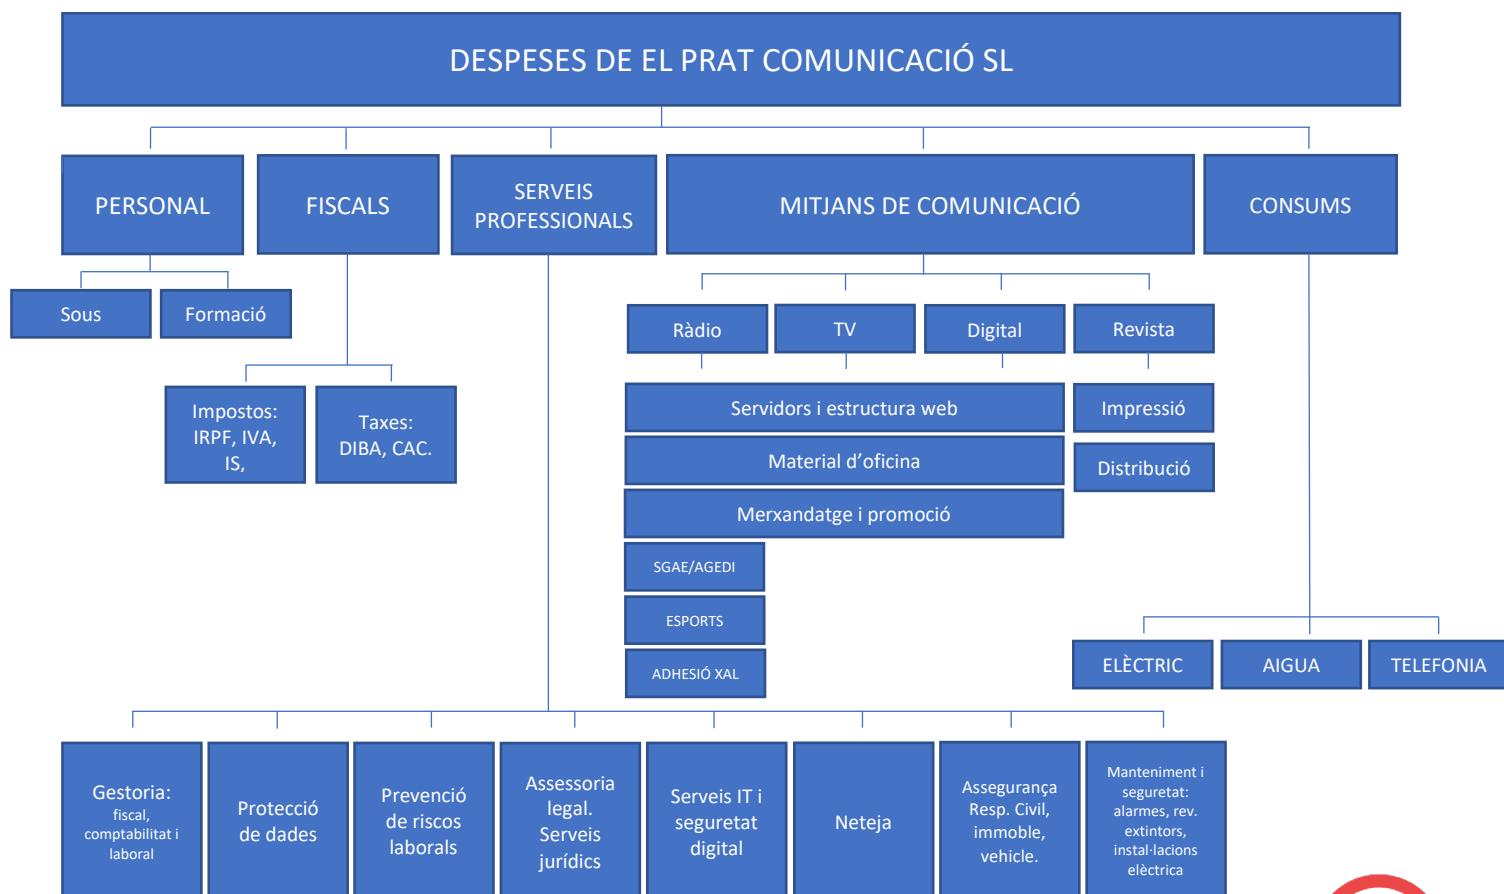 DESPESES DE EL PRAT COMUNICACIÓ SL
PERSONAL
FISCALS
SERVEIS
PROFESSIONALS
MITJANS DE COMUNICACIÓ
CONSUMS
Sous
Formació
Ràdio
TV
Digital
Revista
Impostos:
IRPF, IVA,
IS,
Taxes:
DIBA, CAC.
Servidors i estructura web
Impressió
Material d’oficina
Distribució
Merxandatge i promoció
SGAE/AGEDI
ESPORTS
ADHESIÓ XAL
ELÈCTRIC
AIGUA
TELEFONIA
Gestoria:
fiscal,
comptabilitat i
laboral
Protecció
de dades
Prevenció
de riscos
laborals
Assessoria
legal.
Serveis
jurídics
Serveis IT i
seguretat
digital
Neteja
Assegurança
Resp. Civil,
immoble,
vehicle.
Manteniment i
seguretat:
alarmes, rev.
extintors,
instal·lacions
elèctrica